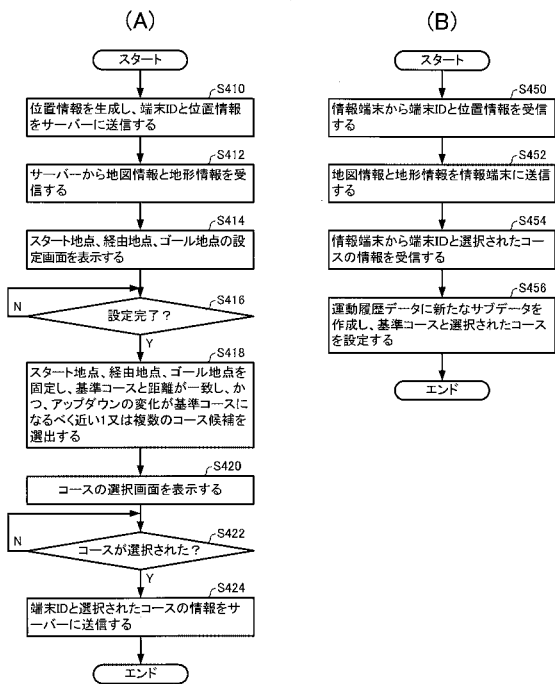 (A)
スタート
S410
位置情報を生成し、端末IDと位置情報
をサーバーに送信する
S412
サーバーから地図情報と地形情報を受
信する
S414
スタート地点、経由地点、ゴール地点の設
定画面を表示する
S416
設定完了？
N
Y
S418
スタート地点、経由地点、ゴール地点を
固定し、基準コースと距離が一致し、か
つ、アップダウンの変化が基準コースに
なるべく近い1又は複数のコース候補を
選出する
S420
コースの選択画面を表示する
S422
コースが選択された？
N
Y
S424
端末IDと選択されたコースの情報をサ
ーバーに送信する
エンド
(B)
スタート
S450
情報端末から端末IDと位置情報を受信
する
S452
地図情報と地形情報を情報端末に送信
する
S454
情報端末から端末IDと選択されたコー
スの情報を受信する
S456
運動履歴データに新たなサブデータを
作成し、基準コースと選択されたコース
を設定する
エンド